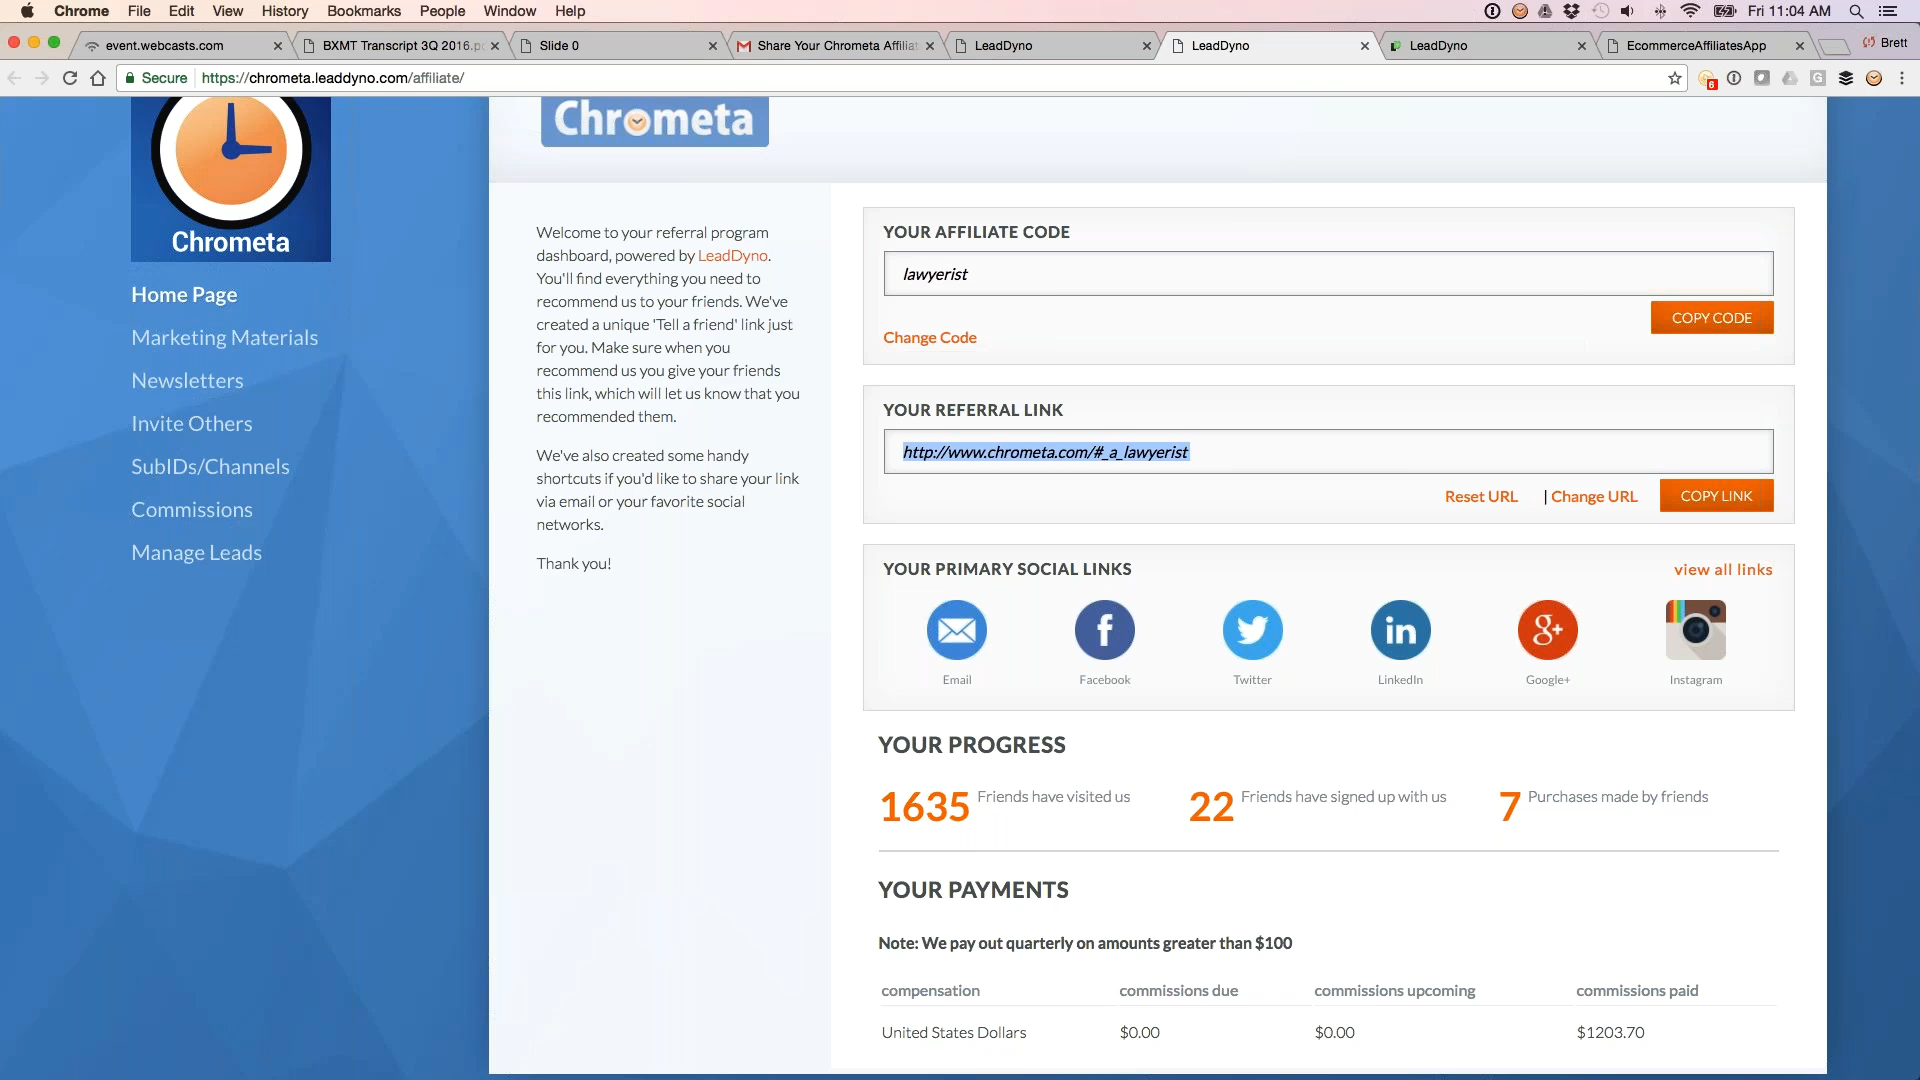 Chrome File Edit View History Bookmarks People Window Help Fri 11:04 AM
event.webcasts.com BXMT Transcript 3Q 2016.p Slide 0 Share Your Chrometa Affilia LeadDyno LeadDyno LeadDyno EcommerceAffiliatesApp Brett
Secure https://chrometa.leaddyno.com/affiliate/ 6
Chrometa
Chrometa
Home Page
Marketing Materials
Newsletters
Invite Others
SubIDs/Channels
Commissions
Manage Leads
Welcome to your referral program
dashboard, powered by LeadDyno.
You'll find everything you need to
recommend us to your friends. We've
created a unique 'Tell a friend' link just
for you. Make sure when you
recommend us you give your friends
this link, which will let us know that you
recommended them.
We've also created some handy
shortcuts if you'd like to share your link
via email or your favorite social
networks.
Thank you!
YOUR AFFILIATE CODE
lawyerist
COPY CODE
Change Code
YOUR REFERRAL LINK
http://www.chrometa.com/#_a_lawyerist
Reset URL | Change URL COPY LINK
YOUR PRIMARY SOCIAL LINKS view all links
Email Facebook Twitter LinkedIn Google+ Instagram
YOUR PROGRESS
1635 Friends have visited us 22 Friends have signed up with us 7 Purchases made by friends
YOUR PAYMENTS
Note: We pay out quarterly on amounts greater than $100
compensation commissions due commissions upcoming commissions paid
United States Dollars $0.00 $0.00 $1203.70